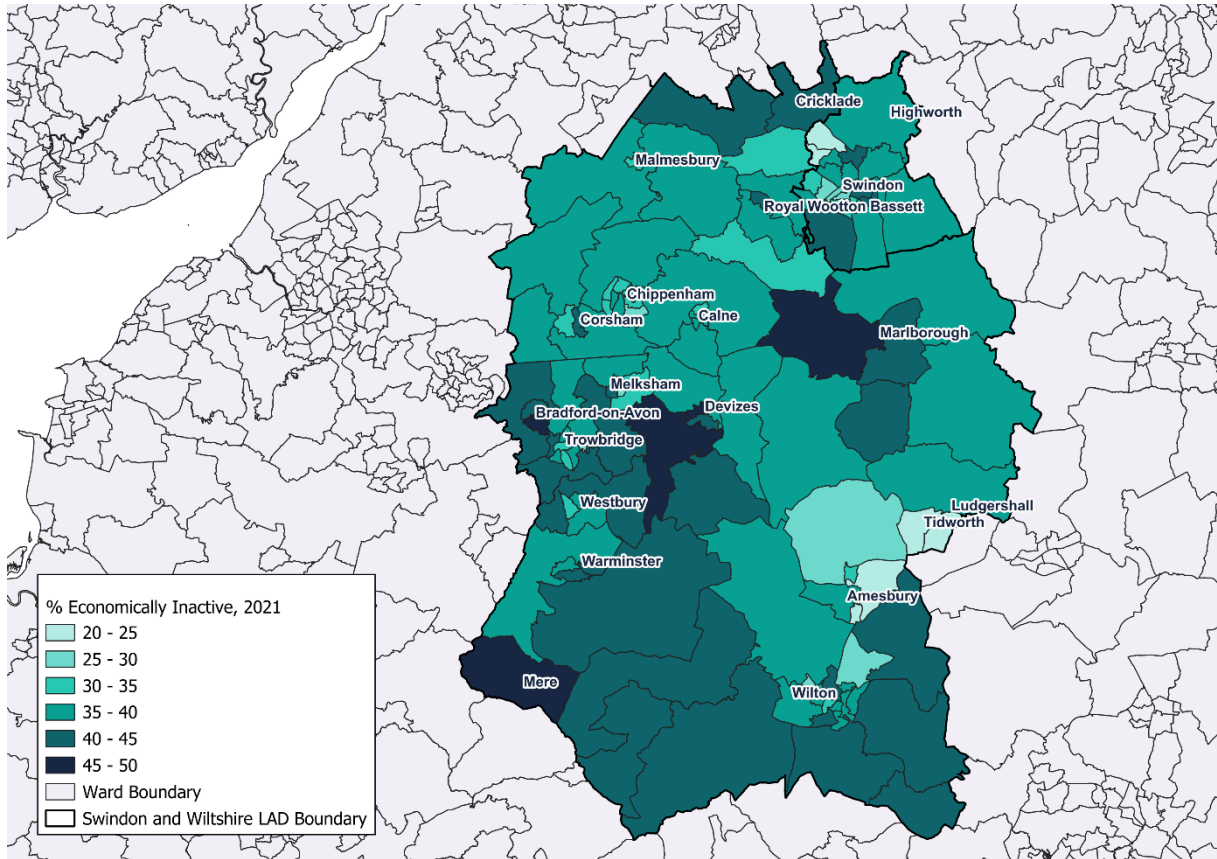 Cricklade
Highworth
Malmesbury
Swindon
Royal Wootton Bassett
Chippenham
Corsham
Calne
Marlborough
Melksham
Devizes
Bradford-on-Avon
Trowbridge
Westbury
Ludgershall
Tidworth
Warminster
Amesbury
Mere
Wilton
% Economically Inactive, 2021
20 - 25
25 - 30
30 - 35
35 - 40
40 - 45
45 - 50
Ward Boundary
Swindon and Wiltshire LAD Boundary